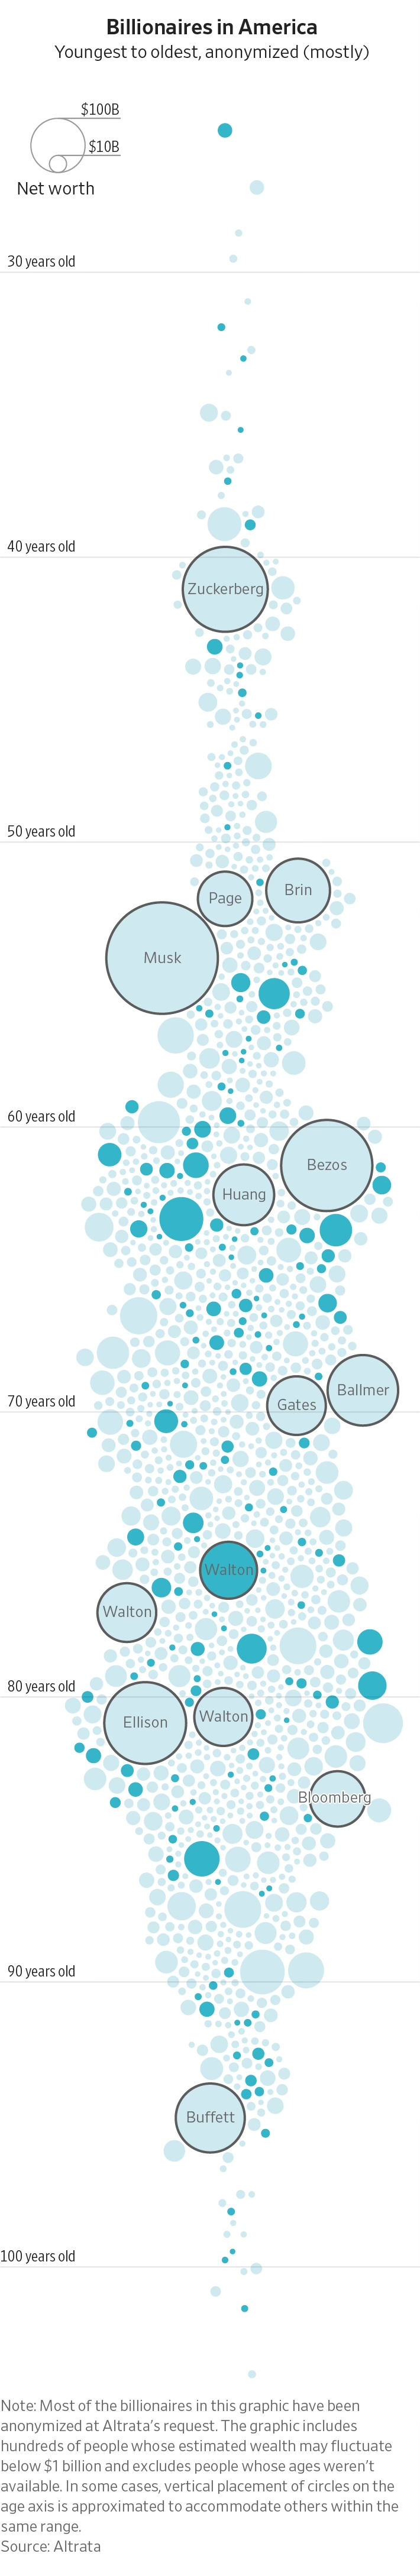 Billionaires in America
Youngest to oldest, anonymized (mostly)
$100B
$10B
Net worth
30 years old
40 years old
Zuckerberg
50 years old
Page
Brin
Musk
60 years old
Bezos
Huang
Ballmer
Gates
70 years old
Walton
Walton
80 years old
Walton
Ellison
Bloomberg
90 years old
Buffett
100 years old
Note: Most of the billionaires in this graphic have been
anonymized at Altrata's request. The graphic includes
hundreds of people whose estimated wealth may fluctuate
below $1 billion and excludes people whose ages weren't
available. In some cases, vertical placement of circles on the
age axis is approximated to accommodate others within the
same range.
Source: Altrata